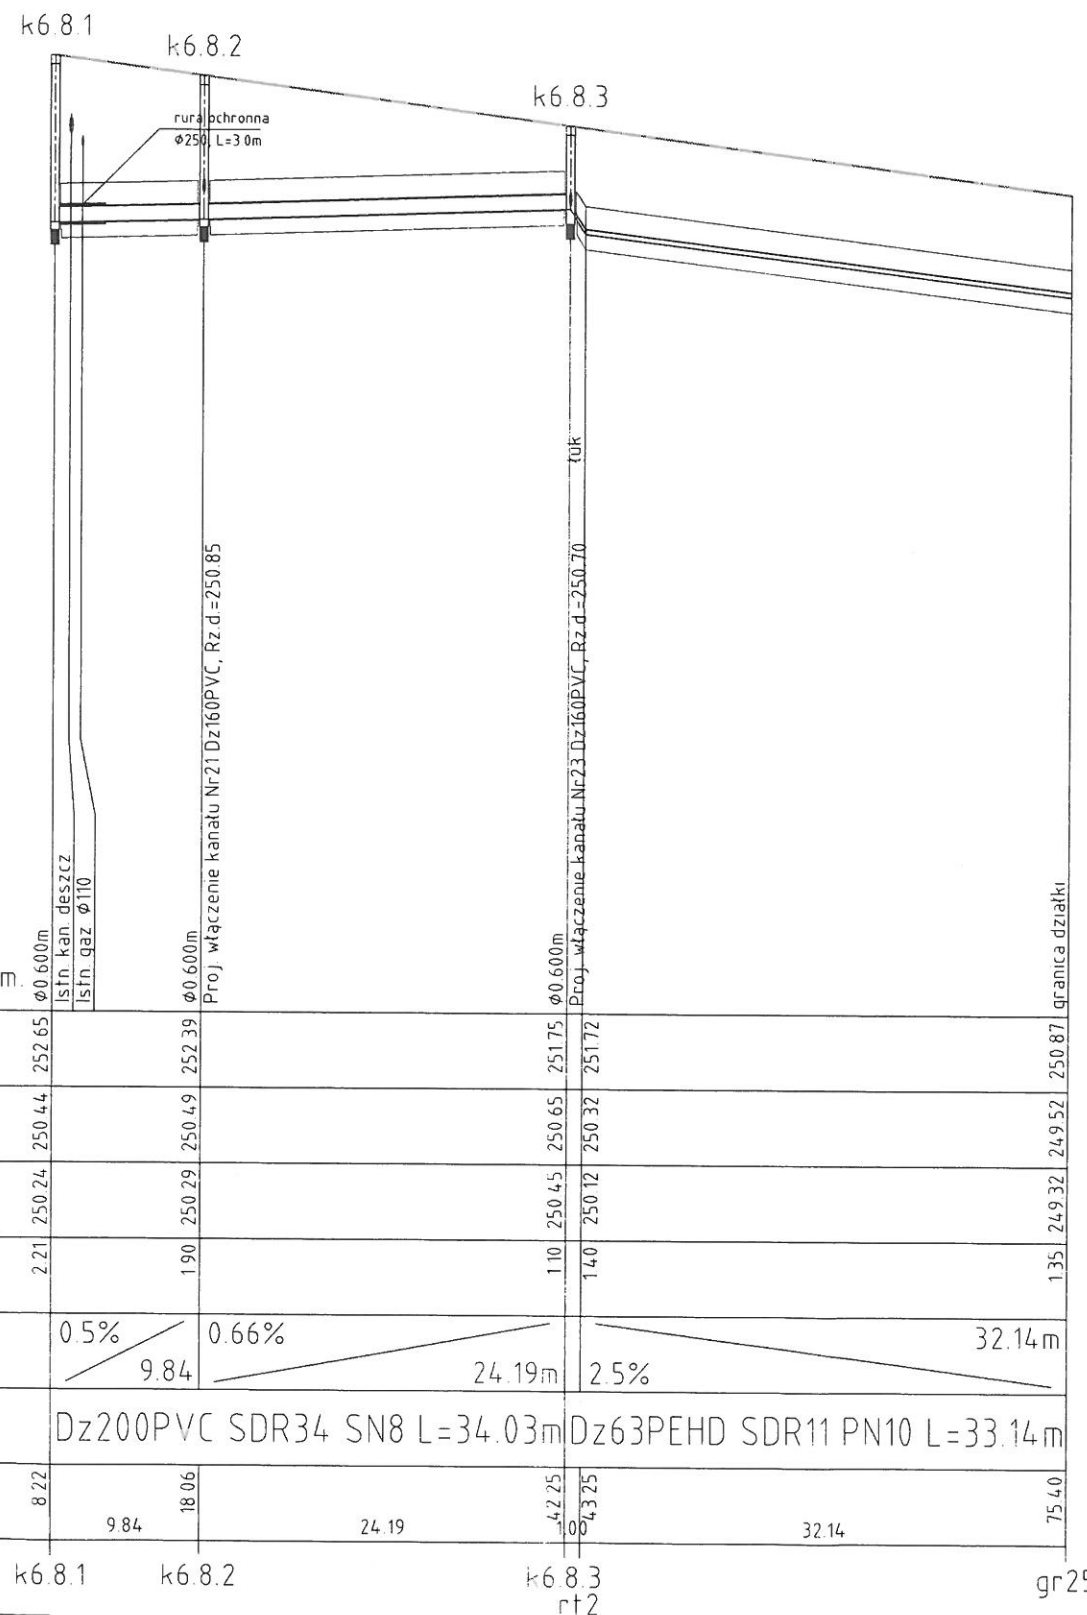 k6.8.1
k6.8.2
k6.8.3
rura ochronna
ϕ250, L=3.0m
łuk
Proj. włączenie kanału Nr21 Dz160PVC, Rz.d.=250.85
Proj. włączenie kanału Nr23 Dz160PVC, Rz.d.=250.70
m.
ϕ0.600m
Istn. kan. deszcz
Istn. gaz ϕ110
ϕ0.600m
ϕ0.600m
granica działki
252.65 252.39 251.75 251.72 250.87
250.44 250.49 250.65 250.32 249.52
250.24 250.29 250.45 250.12 249.32
2.21 1.90 1.10 1.40 1.35
0.5% 0.66% 32.14m
9.84 24.19m 2.5%
Dz200PVC SDR34 SN8 L=34.03m Dz63PEHD SDR11 PN10 L=33.14m
8.22 18.06 42.25 43.25 75.40
9.84 24.19 1.00 32.14
k6.8.1 k6.8.2 k6.8.3 gr25
rt2